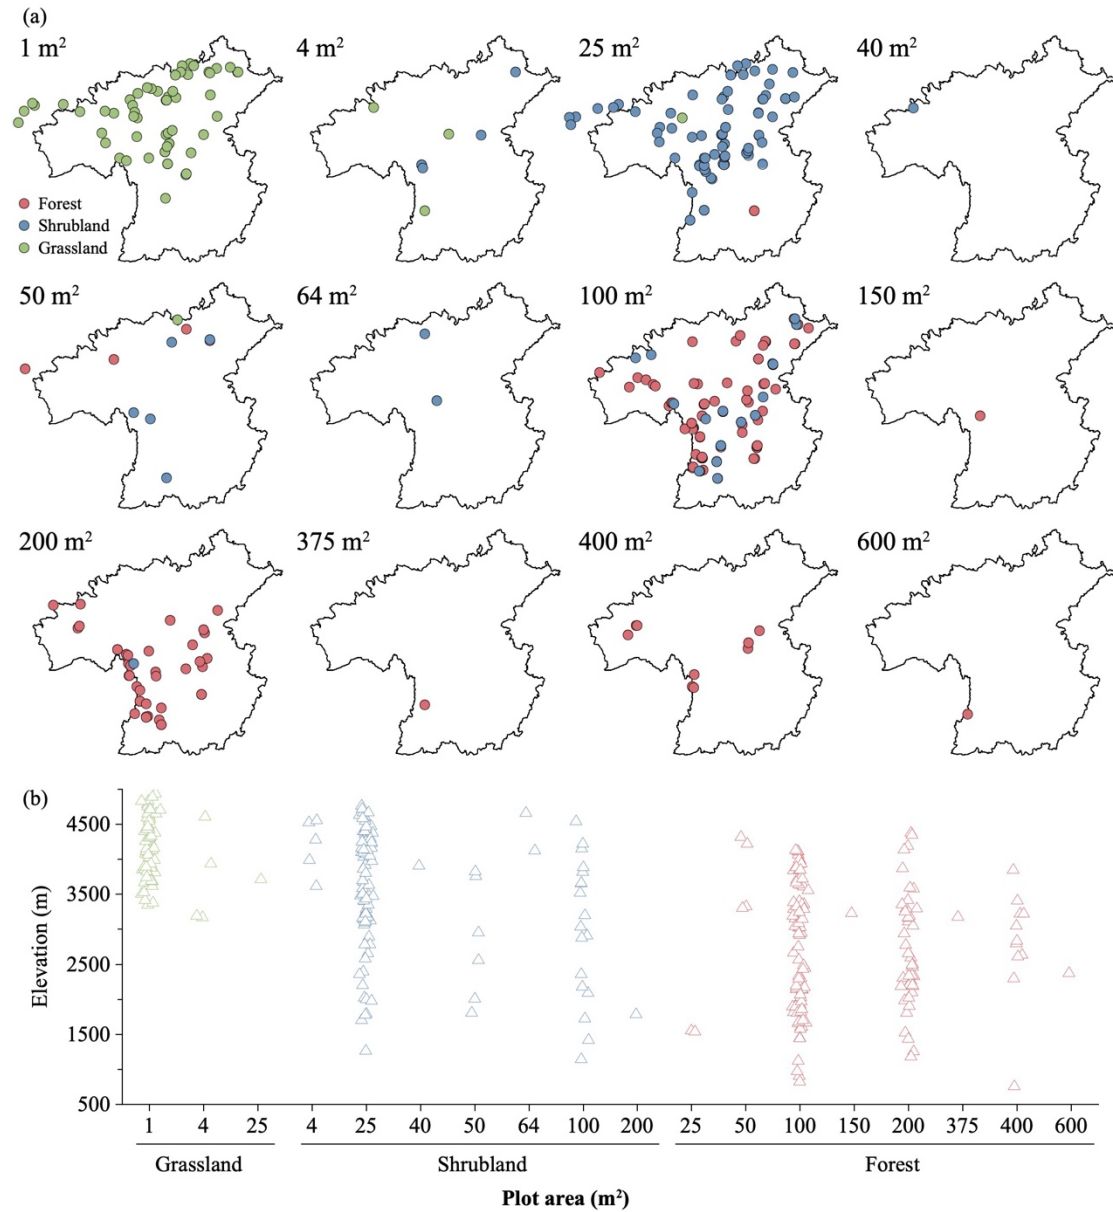 (a)
1 m²
4 m²
25 m²
40 m²
Forest
Shrubland
Grassland
50 m²
64 m²
100 m²
150 m²
200 m²
375 m²
400 m²
600 m²
(b)
4500
3500
2500
1500
500
Elevation (m)
1 4 25 4 25 40 50 64 100 200 25 50 100 150 200 375 400 600
Grassland Shrubland Forest
Plot area (m²)